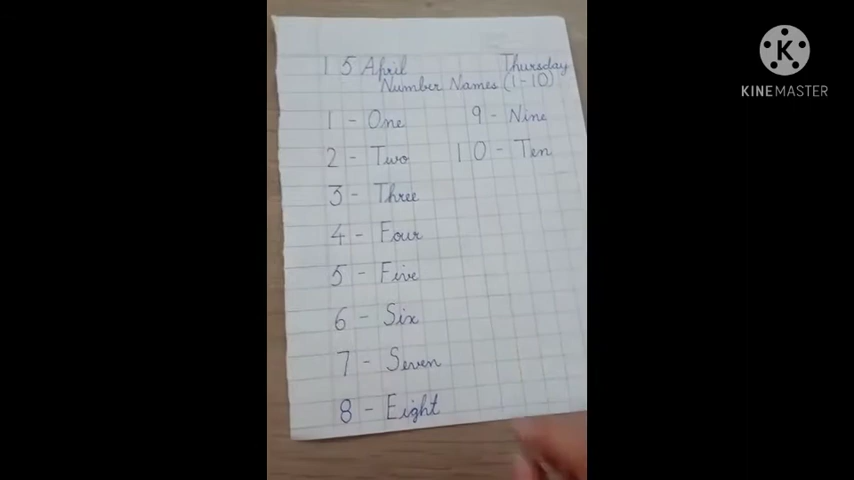 15 April Thursday
Number Names (1-10)
1 - One
2 - Two
3 - Three
4 - Four
5 - Five
6 - Six
7 - Seven
8 - Eight
9 - Nine
10 - Ten
KINEMASTER